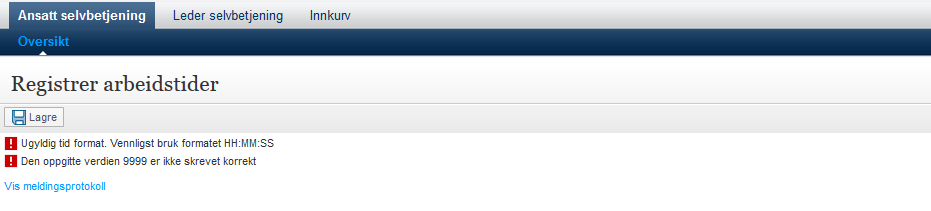 Ansatt selvbetjening Leder selvbetjening Innkurv
Oversikt
Registrer arbeidstider
Lagre
Ugyldig tid format. Vennligst bruk formatet HH:MM:SS
Den oppgitte verdien 9999 er ikke skrevet korrekt
Vis meldingsprotokoll